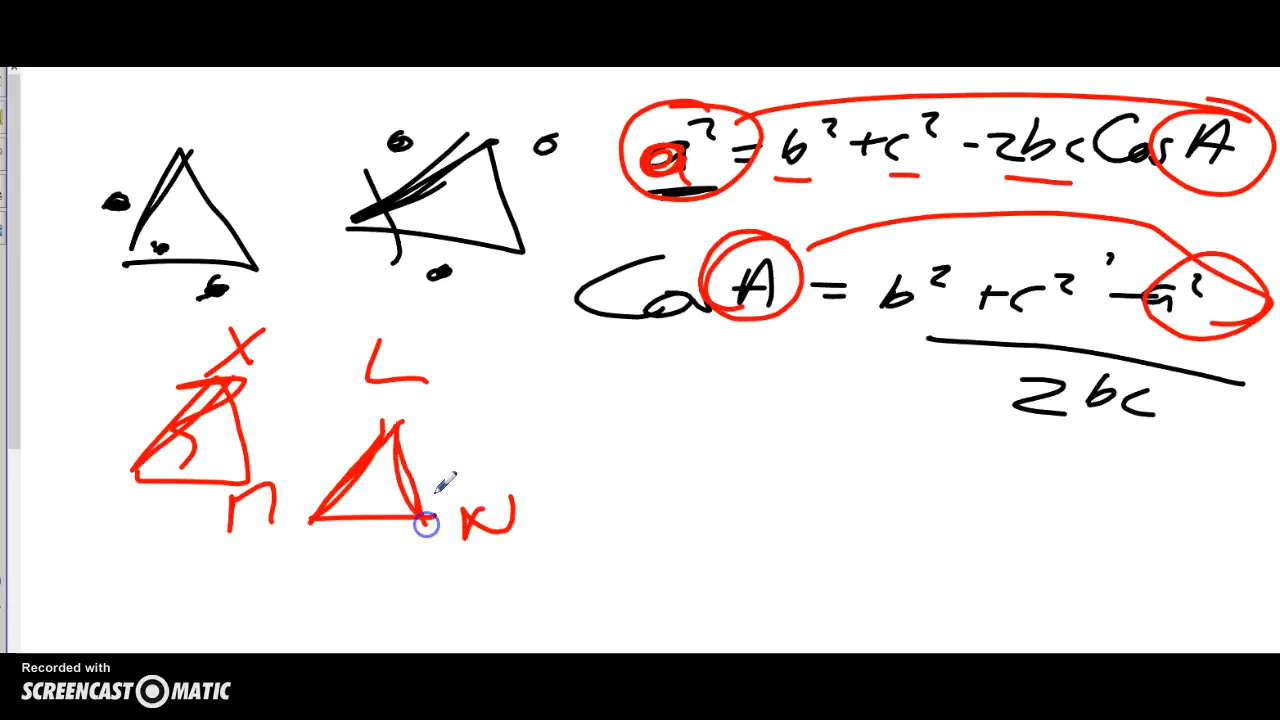 a² = b² + c² - 2bc Cos A
Cos A = b² + c² - a²
2bc
X
L
n
N
Recorded with
SCREENCAST MATIC